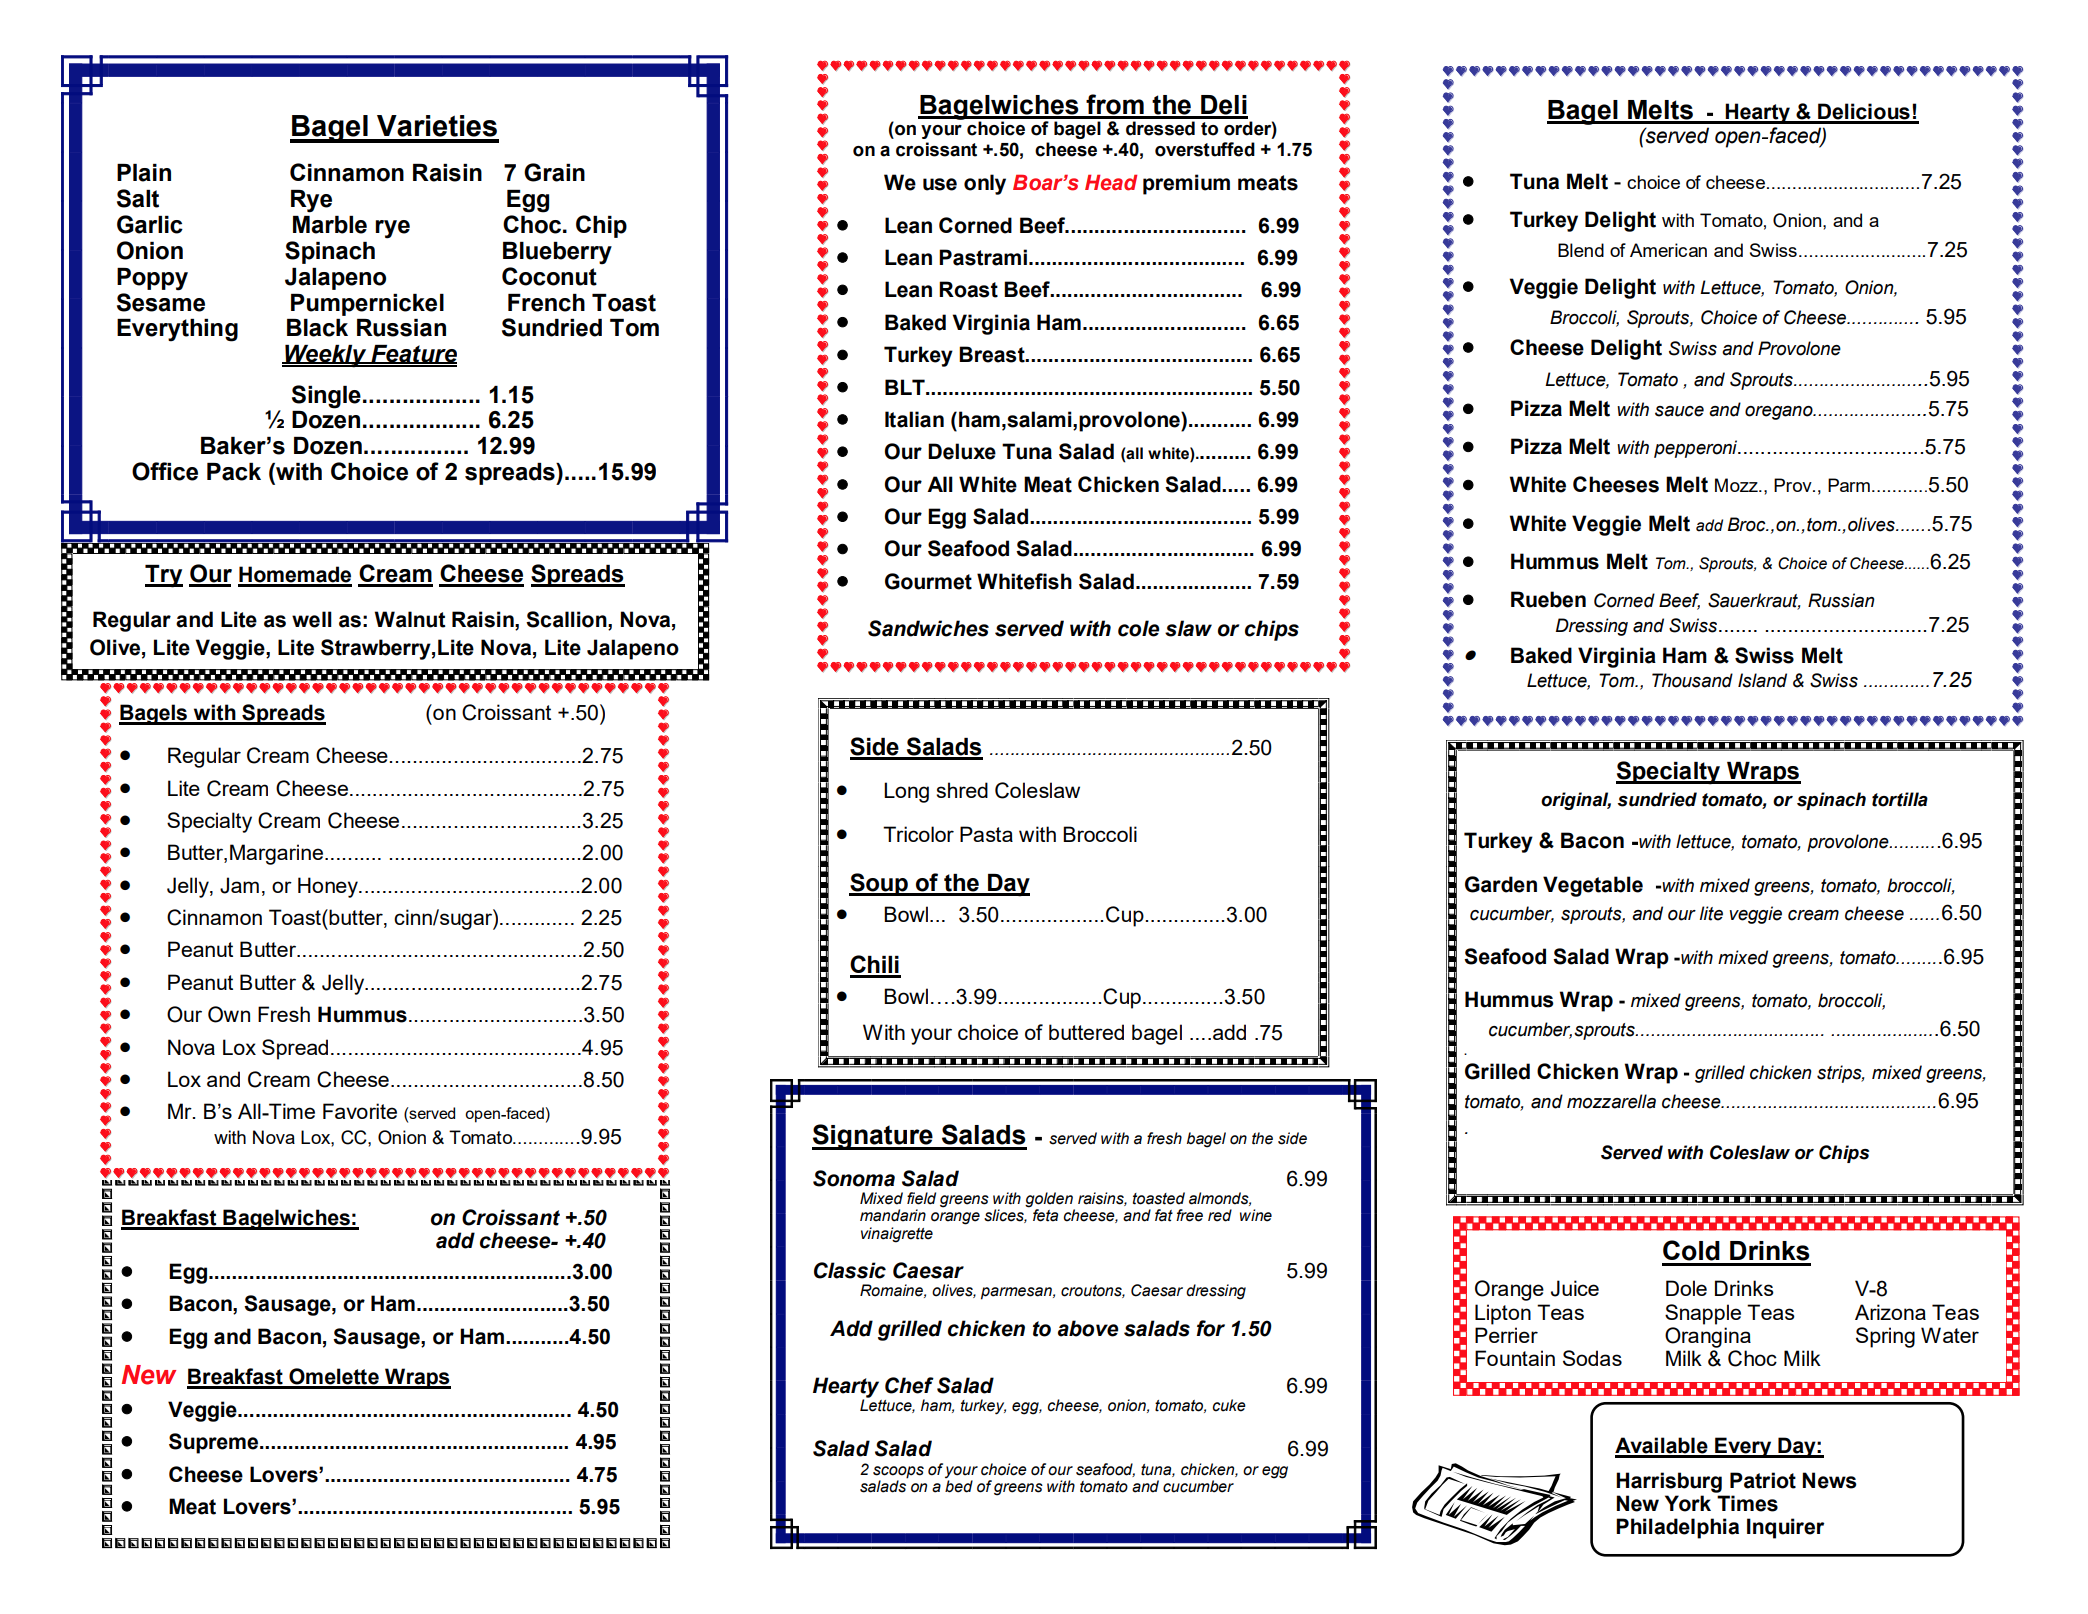 Bagel Varieties
Plain Cinnamon Raisin 7 Grain
Salt Rye Egg
Garlic Marble rye Choc. Chip
Onion Spinach Blueberry
Poppy Jalapeno Coconut
Sesame Pumpernickel French Toast
Everything Black Russian Sundried Tom
Weekly Feature
Single.................. 1.15
½ Dozen.................. 6.25
Baker's Dozen................ 12.99
Office Pack (with Choice of 2 spreads).....15.99
Try Our Homemade Cream Cheese Spreads
Regular and Lite as well as: Walnut Raisin, Scallion, Nova,
Olive, Lite Veggie, Lite Strawberry,Lite Nova, Lite Jalapeno
Bagels with Spreads (on Croissant +.50)
• Regular Cream Cheese.................................2.75
• Lite Cream Cheese........................................2.75
• Specialty Cream Cheese...............................3.25
• Butter,Margarine.......... .................................2.00
• Jelly, Jam, or Honey......................................2.00
• Cinnamon Toast(butter, cinn/sugar)............. 2.25
• Peanut Butter.................................................2.50
• Peanut Butter & Jelly.....................................2.75
• Our Own Fresh Hummus..............................3.50
• Nova Lox Spread...........................................4.95
• Lox and Cream Cheese.................................8.50
• Mr. B's All-Time Favorite (served open-faced)
with Nova Lox, CC, Onion & Tomato.............9.95
Breakfast Bagelwiches: on Croissant +.50
add cheese- +.40
• Egg..............................................................3.00
• Bacon, Sausage, or Ham..........................3.50
• Egg and Bacon, Sausage, or Ham...........4.50
New Breakfast Omelette Wraps
• Veggie......................................................... 4.50
• Supreme..................................................... 4.95
• Cheese Lovers'.......................................... 4.75
• Meat Lovers'............................................... 5.95
Bagelwiches from the Deli
(on your choice of bagel & dressed to order)
on a croissant +.50, cheese +.40, overstuffed + 1.75
We use only Boar's Head premium meats
• Lean Corned Beef............................... 6.99
• Lean Pastrami..................................... 6.99
• Lean Roast Beef................................. 6.99
• Baked Virginia Ham............................ 6.65
• Turkey Breast....................................... 6.65
• BLT........................................................ 5.50
• Italian (ham,salami,provolone)........... 6.99
• Our Deluxe Tuna Salad (all white).......... 6.99
• Our All White Meat Chicken Salad..... 6.99
• Our Egg Salad...................................... 5.99
• Our Seafood Salad............................... 6.99
• Gourmet Whitefish Salad.................... 7.59
Sandwiches served with cole slaw or chips
Side Salads ...............................................2.50
• Long shred Coleslaw
• Tricolor Pasta with Broccoli
Soup of the Day
• Bowl... 3.50..................Cup..............3.00
Chili
• Bowl....3.99..................Cup..............3.50
With your choice of buttered bagel ....add .75
Signature Salads - served with a fresh bagel on the side
Sonoma Salad 6.99
Mixed field greens with golden raisins, toasted almonds,
mandarin orange slices, feta cheese, and fat free red wine
vinaigrette
Classic Caesar 5.99
Romaine, olives, parmesan, croutons, Caesar dressing
Add grilled chicken to above salads for 1.50
Hearty Chef Salad 6.99
Lettuce, ham, turkey, egg, cheese, onion, tomato, cuke
Salad Salad 6.99
2 scoops of your choice of our seafood, tuna, chicken, or egg
salads on a bed of greens with tomato and cucumber
Bagel Melts - Hearty & Delicious!
(served open-faced)
• Tuna Melt - choice of cheese..............................7.25
• Turkey Delight with Tomato, Onion, and a
Blend of American and Swiss.........................7.25
• Veggie Delight with Lettuce, Tomato, Onion,
Broccoli, Sprouts, Choice of Cheese.............. 5.95
• Cheese Delight Swiss and Provolone
Lettuce, Tomato , and Sprouts..........................5.95
• Pizza Melt with sauce and oregano......................5.75
• Pizza Melt with pepperoni................................5.75
• White Cheeses Melt Mozz., Prov., Parm...........5.50
• White Veggie Melt add Broc.,on.,tom.,olives.......5.75
• Hummus Melt Tom., Sprouts, & Choice of Cheese......6.25
• Rueben Corned Beef, Sauerkraut, Russian
Dressing and Swiss....... ............................7.25
• Baked Virginia Ham & Swiss Melt
Lettuce, Tom., Thousand Island & Swiss .............7.25
Specialty Wraps
original, sundried tomato, or spinach tortilla
Turkey & Bacon -with lettuce, tomato, provolone..........6.95
Garden Vegetable -with mixed greens, tomato, broccoli,
cucumber, sprouts, and our lite veggie cream cheese ......6.50
Seafood Salad Wrap -with mixed greens, tomato.........6.95
Hummus Wrap - mixed greens, tomato, broccoli,
cucumber,sprouts.................................... .....................6.50
.
Grilled Chicken Wrap - grilled chicken strips, mixed greens,
tomato, and mozzarella cheese.........................................6.95
.
Served with Coleslaw or Chips
Cold Drinks
Orange Juice Dole Drinks V-8
Lipton Teas Snapple Teas Arizona Teas
Perrier Orangina Spring Water
Fountain Sodas Milk & Choc Milk
Available Every Day:
Harrisburg Patriot News
New York Times
Philadelphia Inquirer